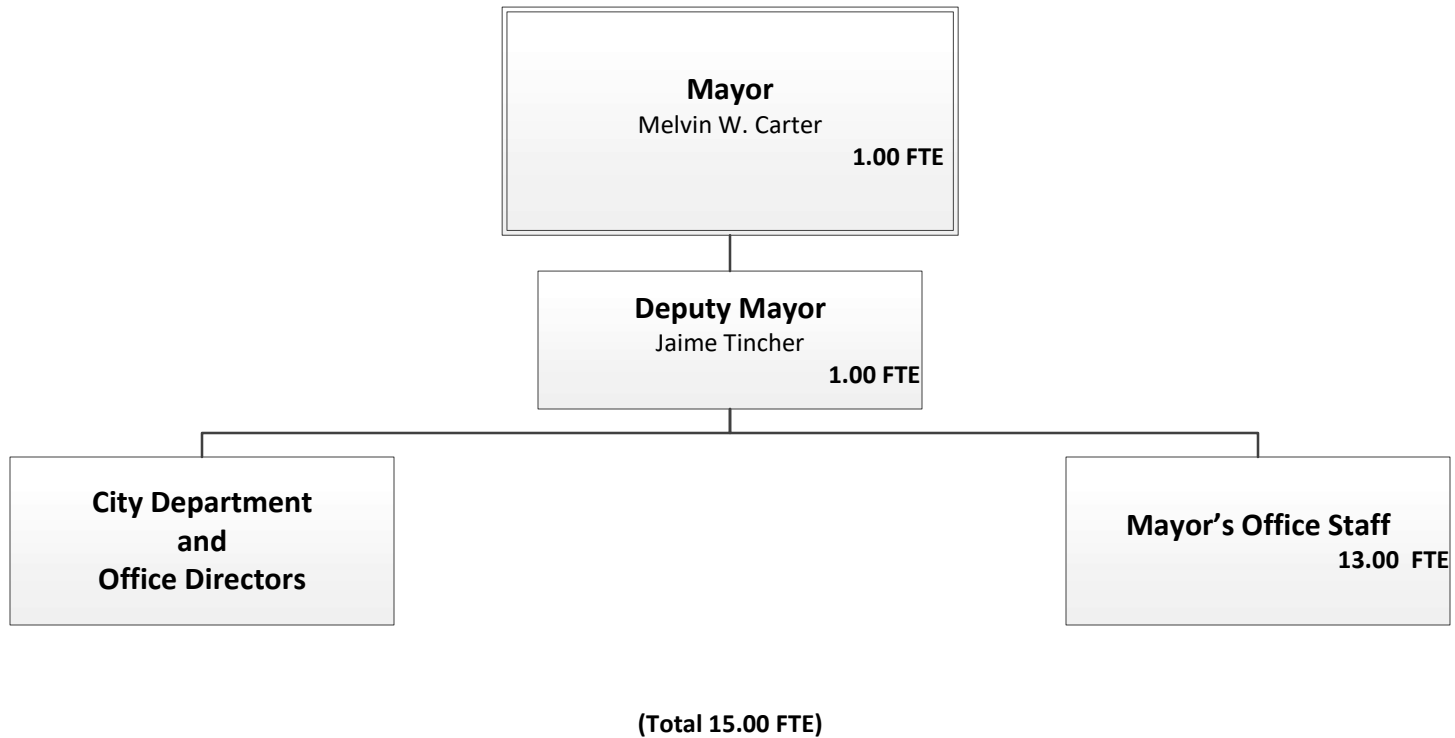 Mayor
Melvin W. Carter
1.00 FTE
Deputy Mayor
Jaime Tincher
1.00 FTE
City Department
and
Office Directors
Mayor’s Office Staff
13.00 FTE
(Total 15.00 FTE)